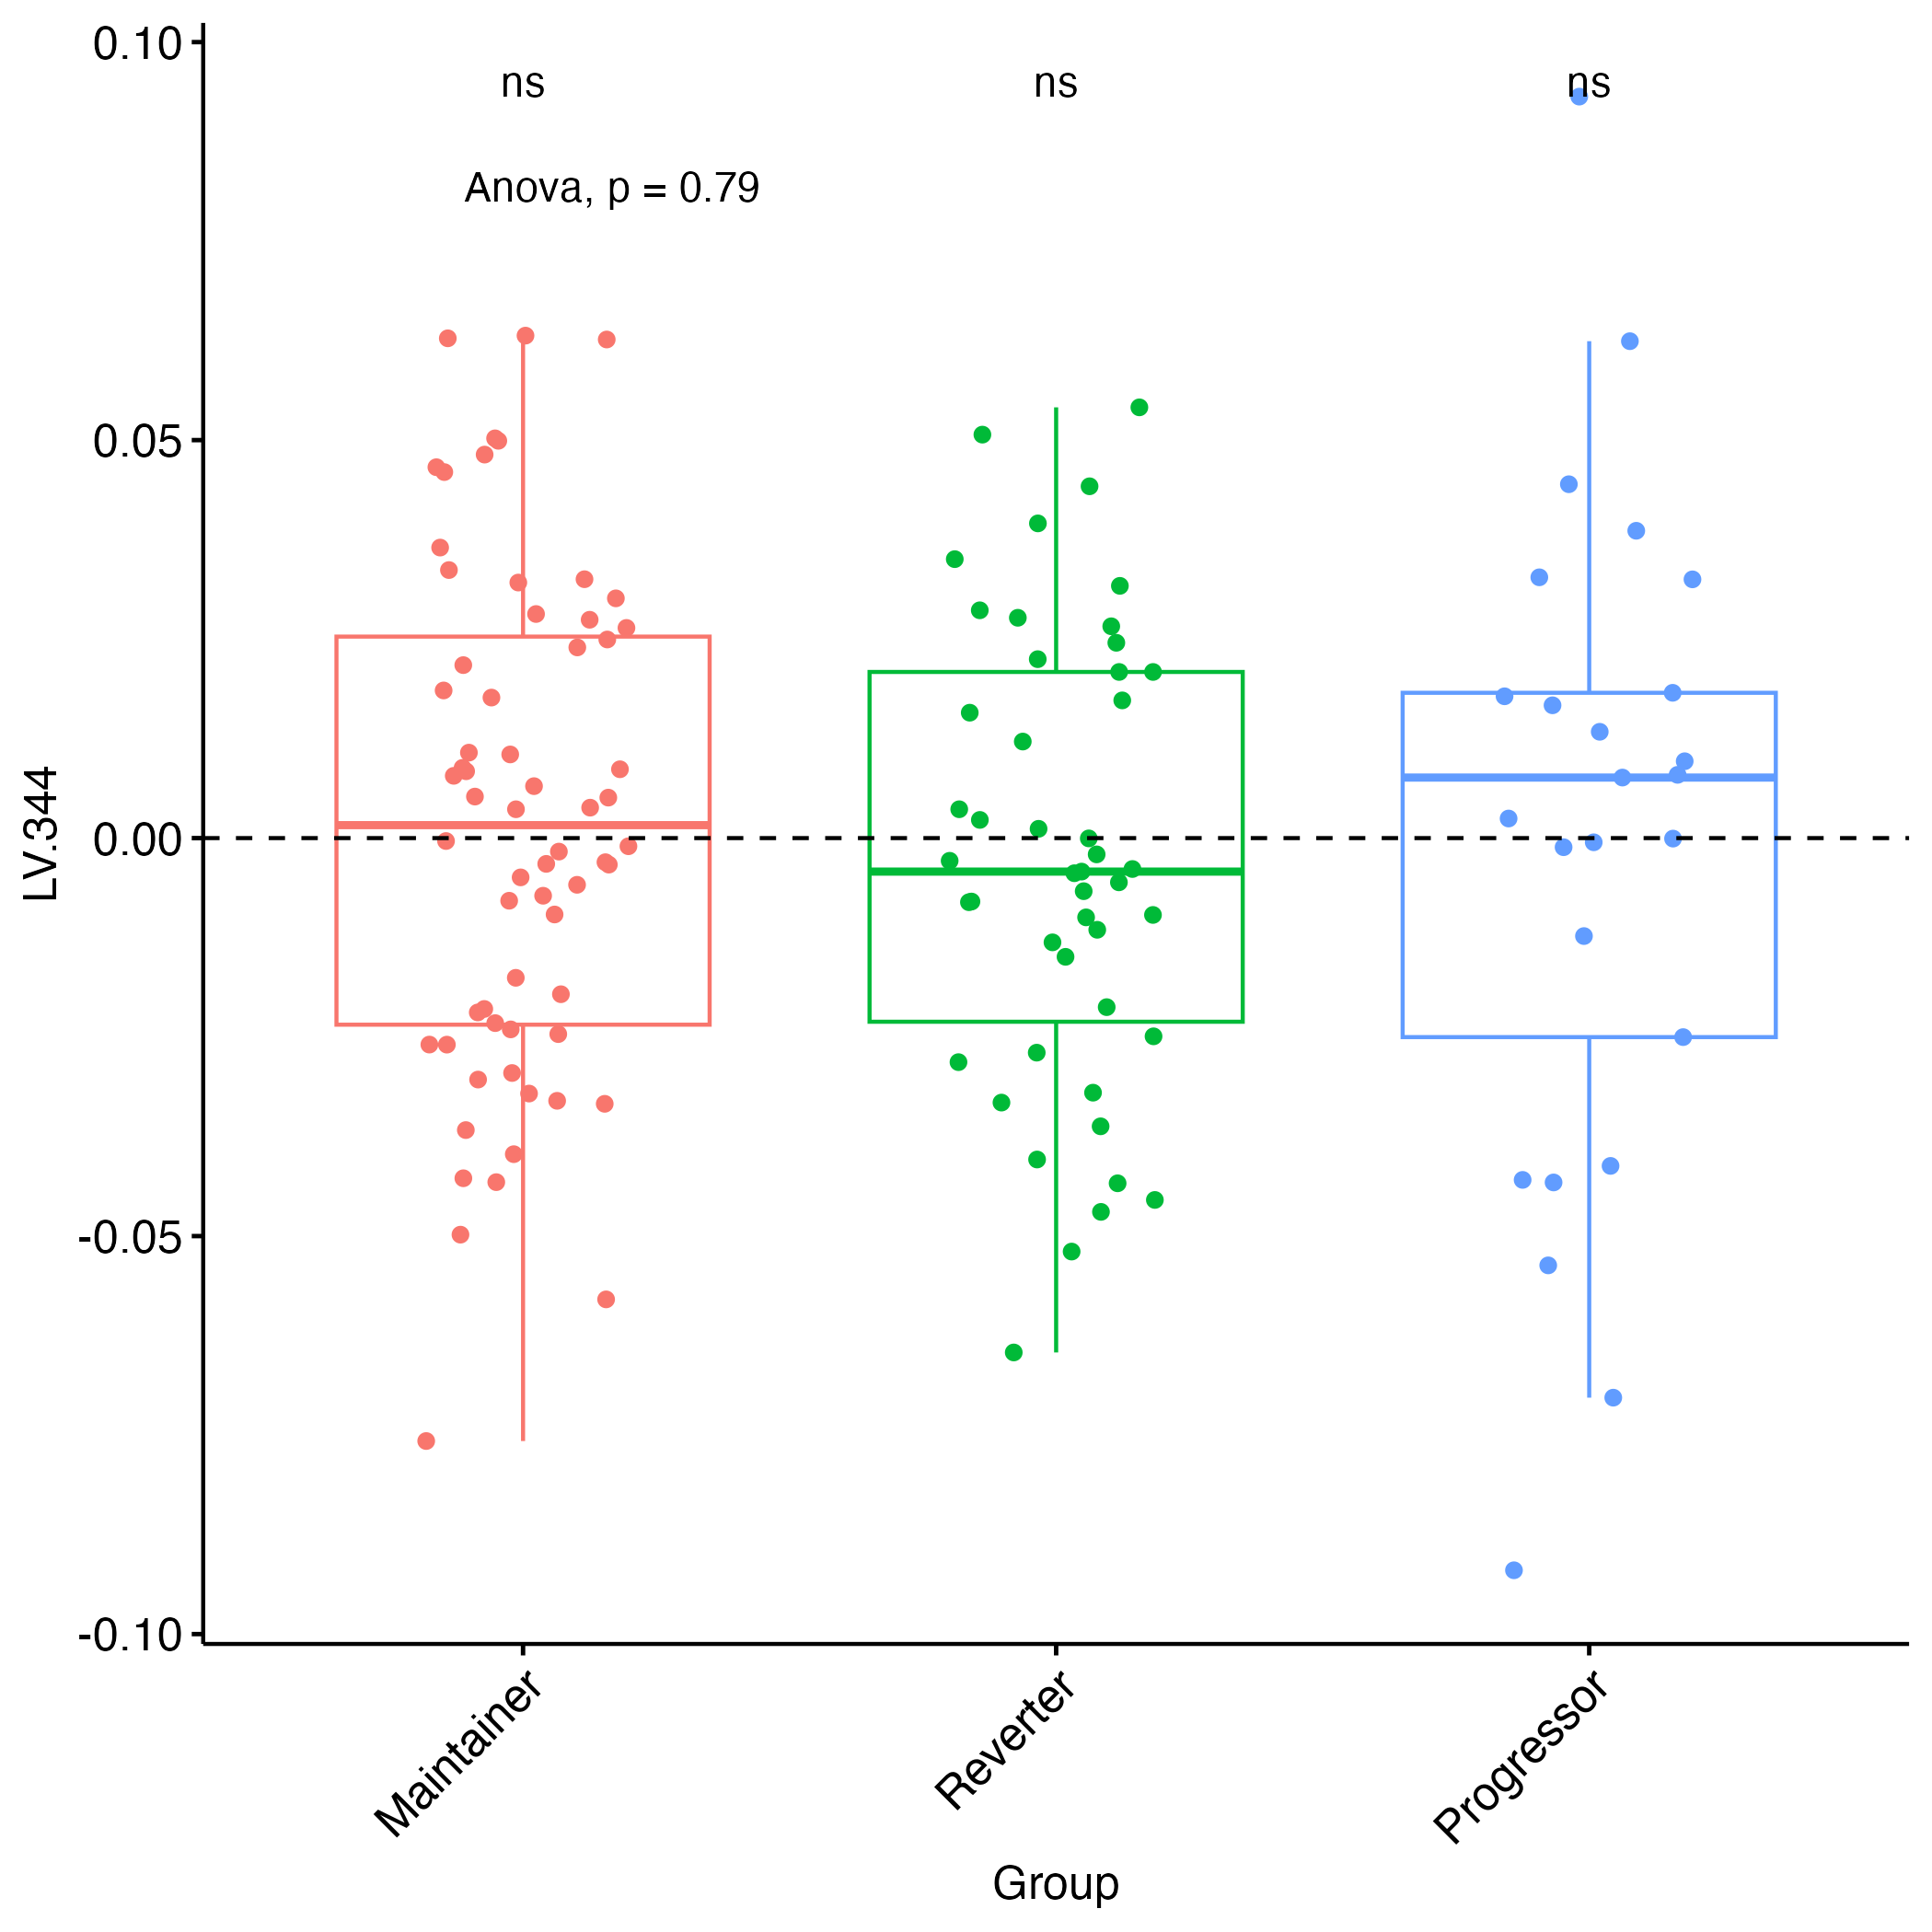 0.10
ns ns ns
Anova, p = 0.79
0.05
LV.344
0.00
-0.05
-0.10
Maintainer
Reverter
Progressor
Group